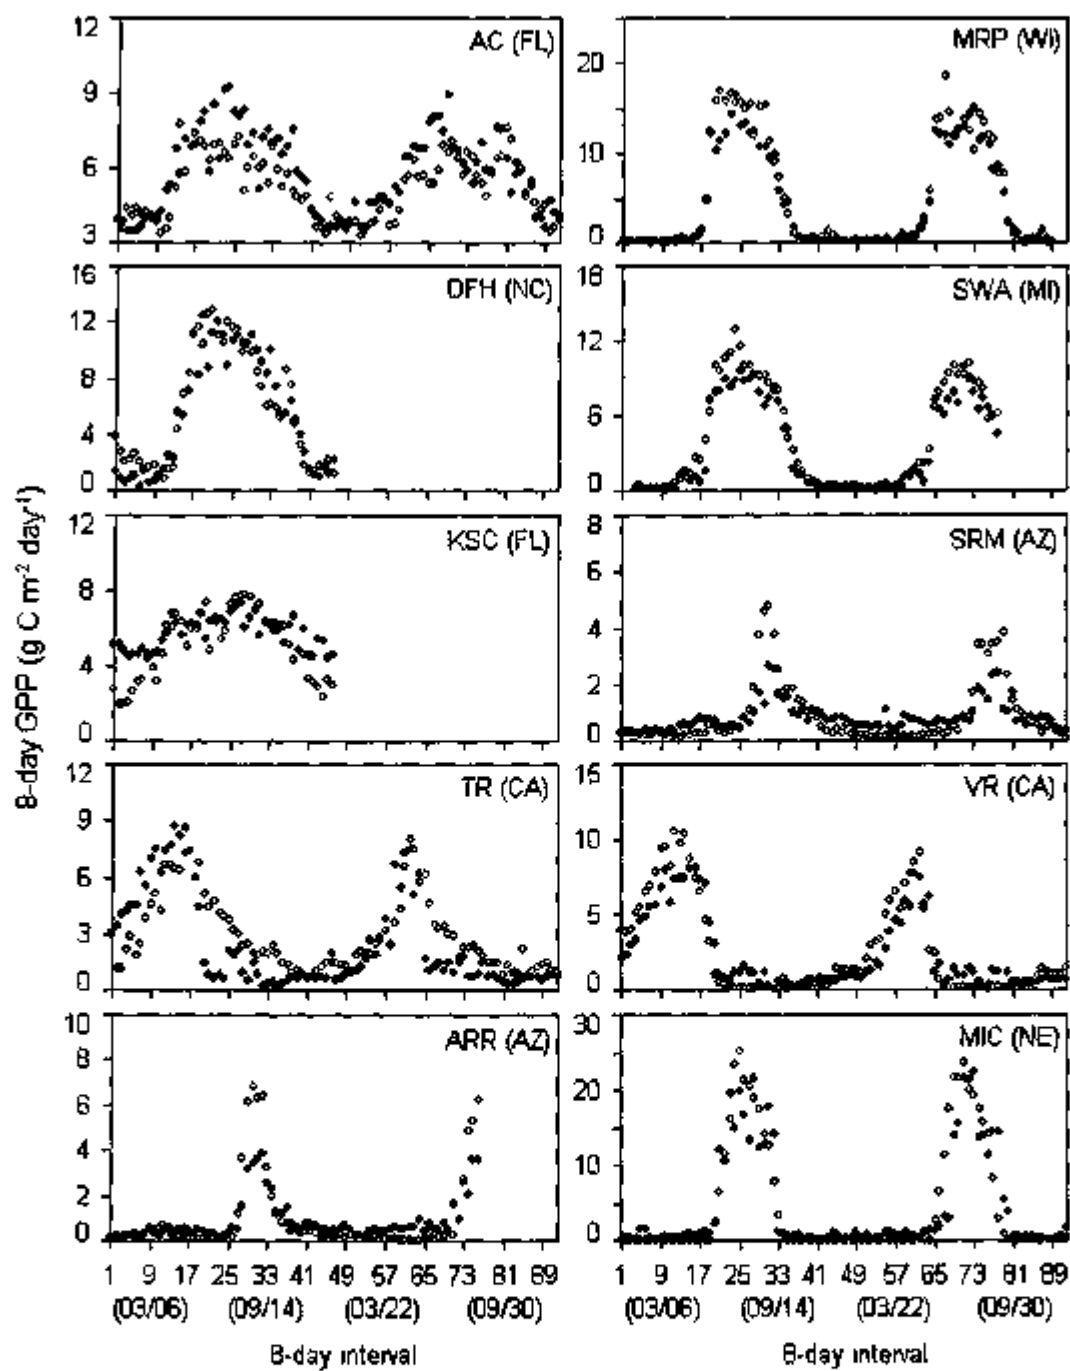 8-day GPP (g C m⁻² day⁻¹)
AC (FL)
12
9
6
3
MRP (WI)
20
10
0
DFH (NC)
16
12
8
4
0
SWA (MI)
18
12
6
0
KSC (FL)
12
8
4
0
SRM (AZ)
8
6
4
2
0
TR (CA)
12
9
6
3
0
VR (CA)
15
10
5
0
ARR (AZ)
10
8
6
4
2
0
MIC (NE)
30
20
10
0
1 9 17 25 33 41 49 57 65 73 81 89
(03/06) (09/14) (03/22) (09/30)
8-day interval
1 9 17 25 33 41 49 57 65 73 81 89
(03/06) (09/14) (03/22) (09/30)
8-day interval